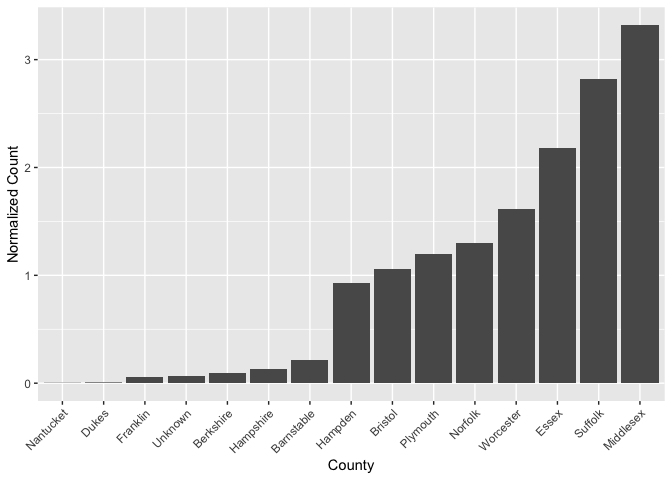 Normalized Count
3
2
1
0
Nantucket
Dukes
Franklin
Unknown
Berkshire
Hampshire
Barnstable
Hampden
Bristol
Plymouth
Norfolk
Worcester
Essex
Suffolk
Middlesex
County